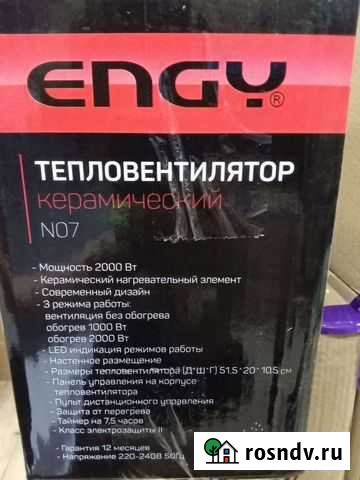 ENGY®
ТЕПЛОВЕНТИЛЯТОР
керамический
N07
- Мощность 2000 Вт
- Керамический нагревательный элемент
- Современный дизайн
- 3 режима работы:
вентиляция без обогрева
обогрев 1000 Вт
обогрев 2000 Вт
- LED индикация режимов работы
- Настенное размещение
- Размеры тепловентилятора (Д*Ш*Г) 51,5*20*10,5 см
- Панель управления на корпусе
тепловентилятора
- Пульт дистанционного управления
- Защита от перегрева
- Таймер на 7,5 часов
- Класс электрозащиты II
- Гарантия 12 месяцев
- Напряжение 220-240В 50Гц
rosndv.ru